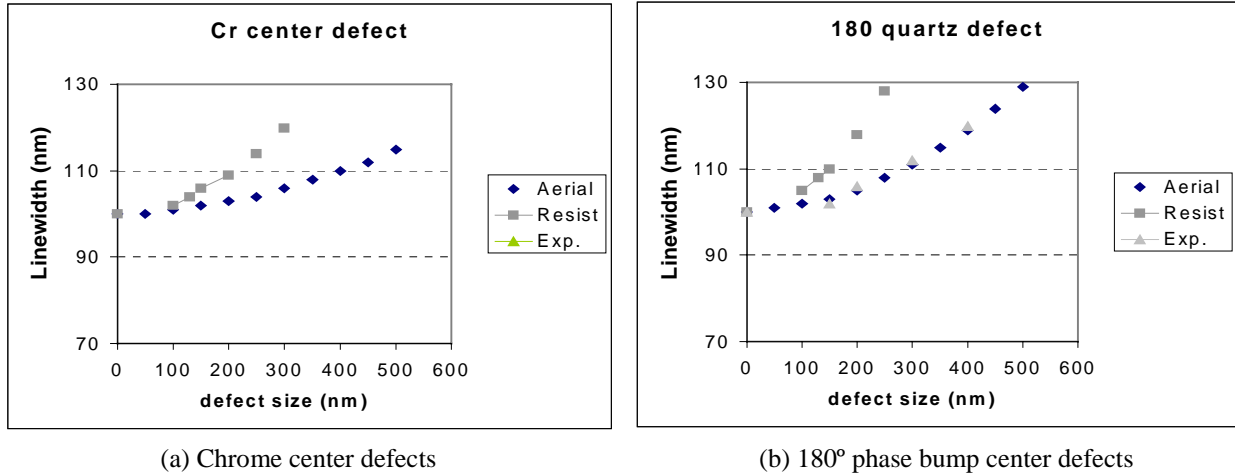 Cr center defect
130
110
90
70
Linewidth (nm)
0 100 200 300 400 500 600
defect size (nm)
Aerial
Resist
Exp.
(a) Chrome center defects
180 quartz defect
130
110
90
70
Linewidth (nm)
0 100 200 300 400 500 600
defect size (nm)
Aerial
Resist
Exp.
(b) 180º phase bump center defects